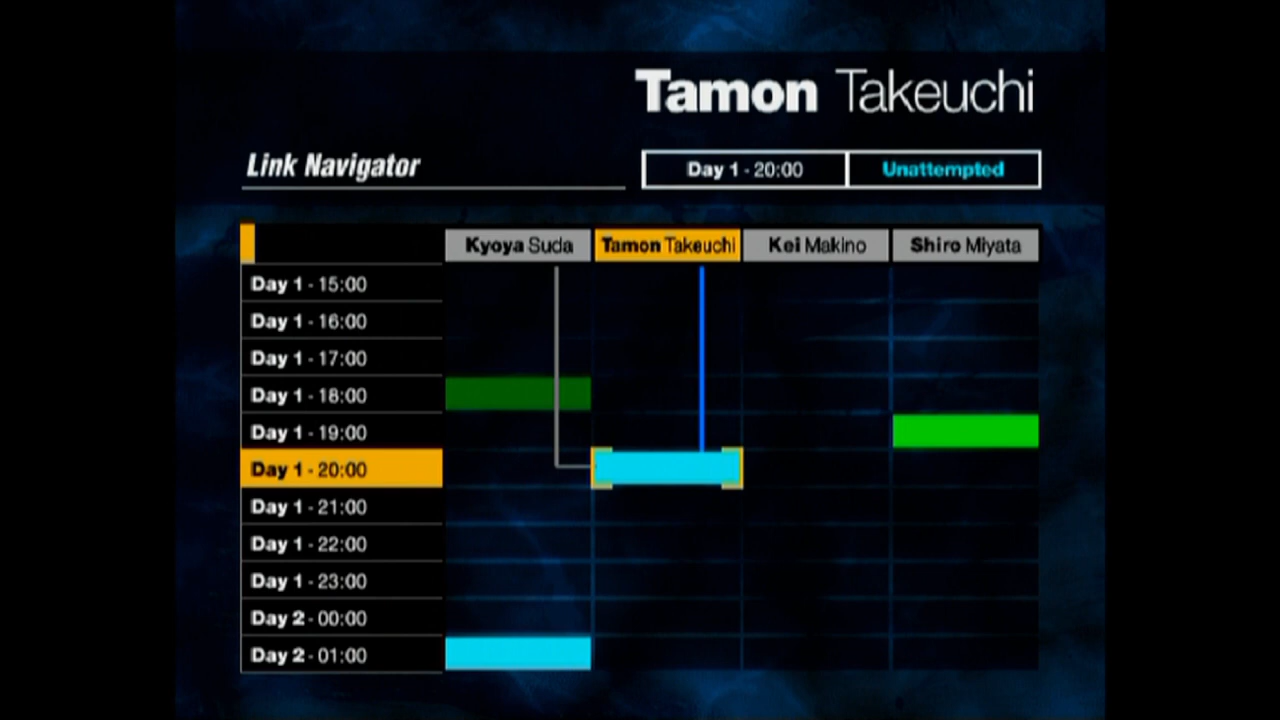 Tamon Takeuchi
Link Navigator
Day 1 - 20:00 Unattempted
Kyoya Suda Tamon Takeuchi Kei Makino Shiro Miyata
Day 1 - 15:00
Day 1 - 16:00
Day 1 - 17:00
Day 1 - 18:00
Day 1 - 19:00
Day 1 - 20:00
Day 1 - 21:00
Day 1 - 22:00
Day 1 - 23:00
Day 2 - 00:00
Day 2 - 01:00